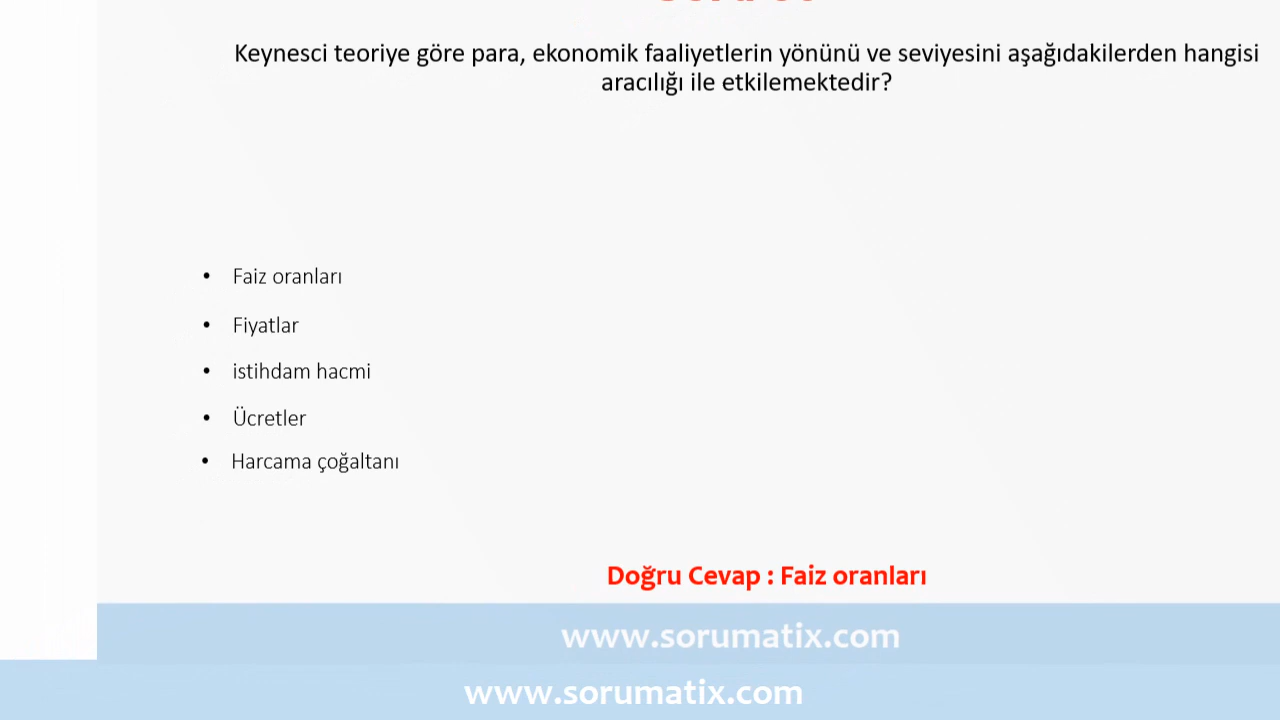 Keynesci teoriye göre para, ekonomik faaliyetlerin yönünü ve seviyesini aşağıdakilerden hangisi
aracılığı ile etkilemektedir?
• Faiz oranları
• Fiyatlar
• istihdam hacmi
• Ücretler
• Harcama çoğaltanı
Doğru Cevap : Faiz oranları
www.sorumatix.com
www.sorumatix.com